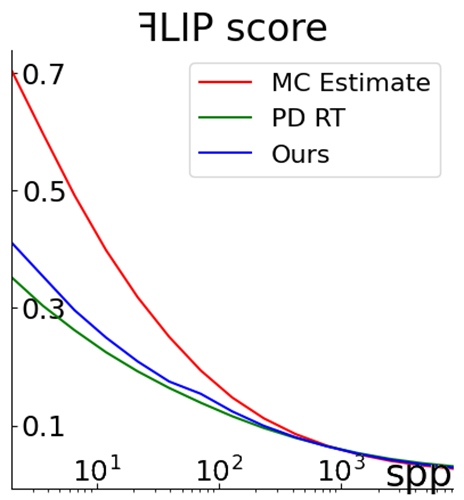 ꟻLIP score
0.7
0.5
0.3
0.1
MC Estimate
PD RT
Ours
10¹ 10² 10³ spp